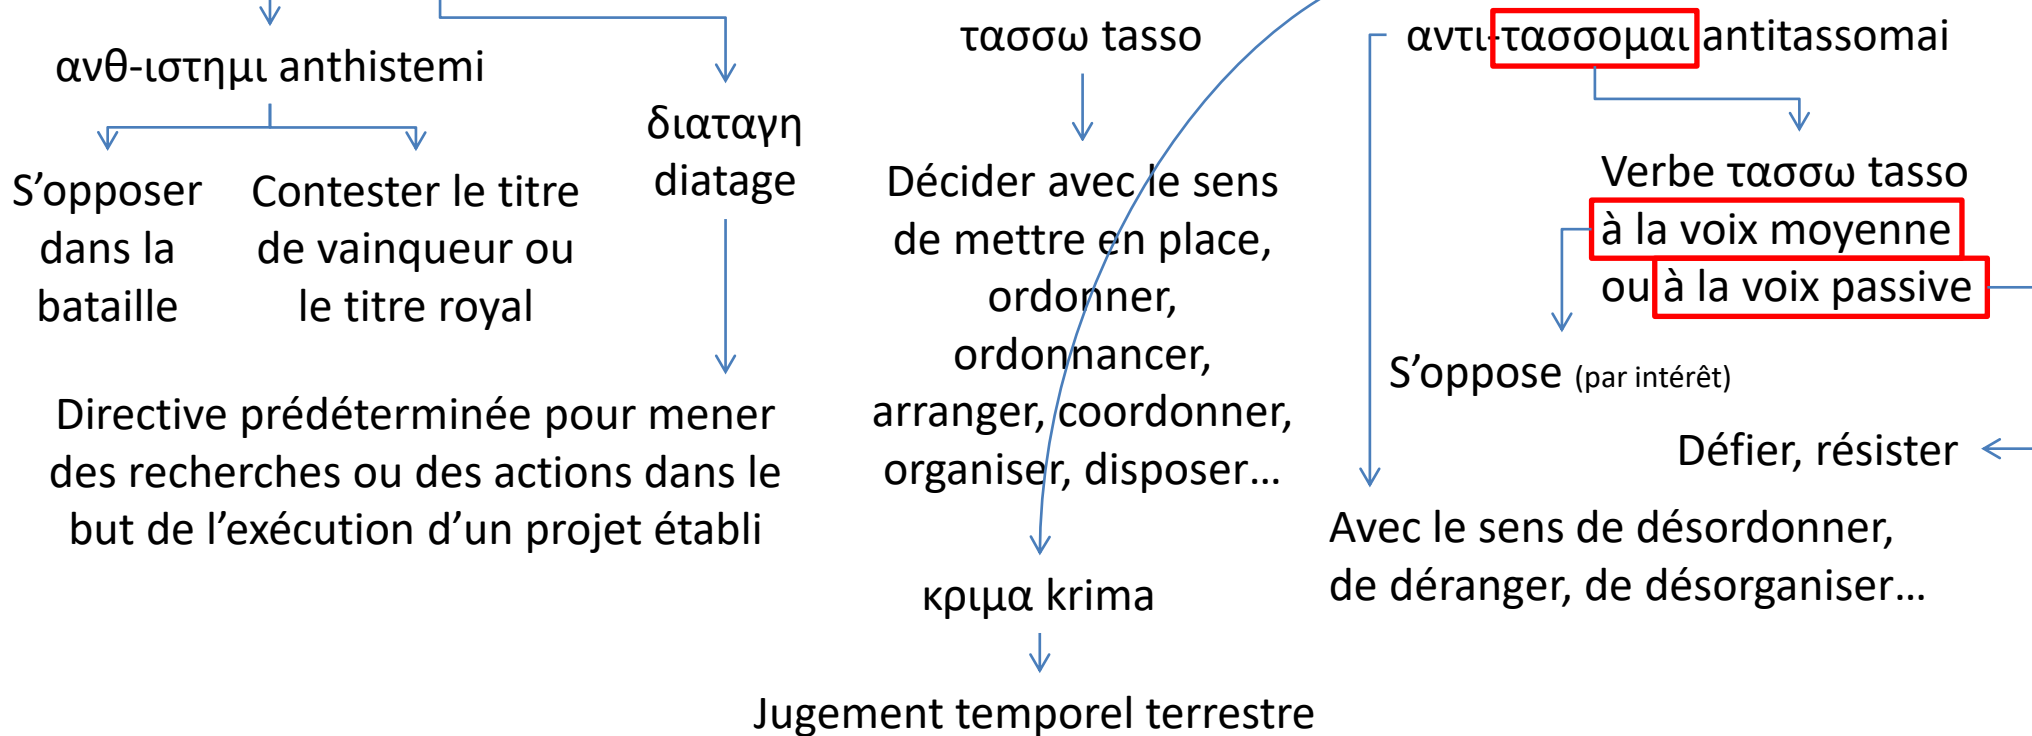 ανθ-ιστημι anthistemi
S’opposer
dans la
bataille
Contester le titre
de vainqueur ou
le titre royal
διαταγη
diatage
Directive prédéterminée pour mener
des recherches ou des actions dans le
but de l’exécution d’un projet établi
τασσω tasso
Décider avec le sens
de mettre en place,
ordonner,
ordonnancer,
arranger, coordonner,
organiser, disposer…
κριμα krima
Jugement temporel terrestre
αντι-τασσομαι antitassomai
Verbe τασσω tasso
à la voix moyenne
ou à la voix passive
S’oppose (par intérêt)
Défier, résister
Avec le sens de désordonner,
de déranger, de désorganiser…